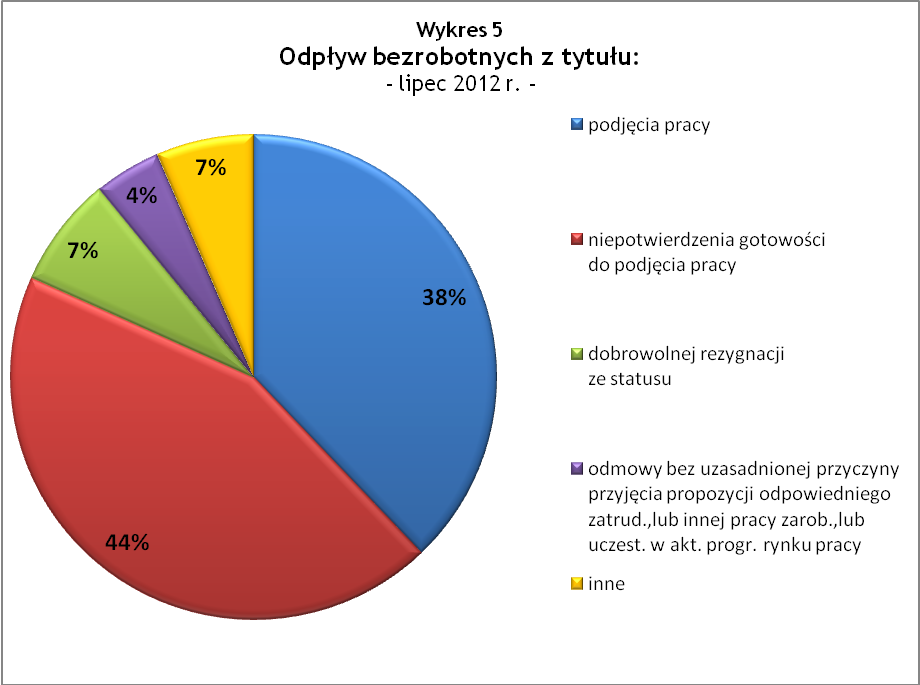 Wykres 5
Odpływ bezrobotnych z tytułu:
- lipec 2012 r. -
podjęcia pracy
niepotwierdzenia gotowości
do podjęcia pracy
dobrowolnej rezygnacji
ze statusu
odmowy bez uzasadnionej przyczyny
przyjęcia propozycji odpowiedniego
zatrud.,lub innej pracy zarob.,lub
uczest. w akt. progr. rynku pracy
inne
7%
4%
7%
38%
44%